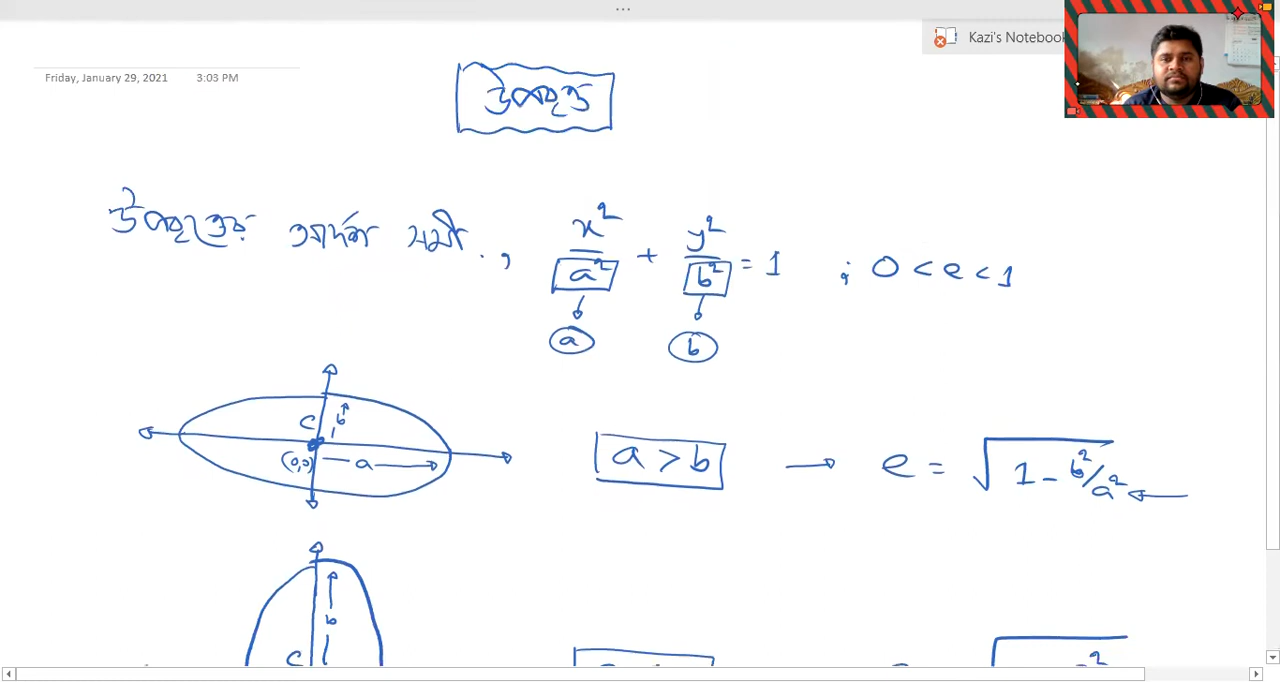 ...
Kazi's Notebook
Friday, January 29, 2021 3:03 PM
উপবৃত্ত
উপবৃত্তের আদর্শ সমী., x²/a² + y²/b² = 1 ; 0 < e < 1
a b
C b
(0,0) a
a > b → e = √(1 - b²/a²)
b
C